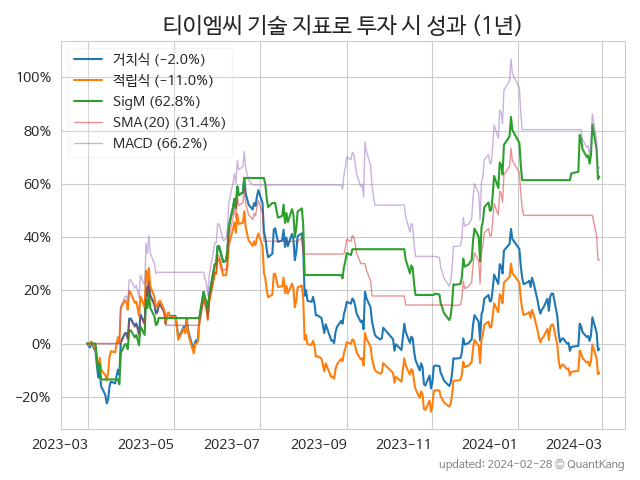 티이엠씨 기술 지표로 투자 시 성과 (1년)
거치식 (−2.0%)
적립식 (−11.0%)
SigM (62.8%)
SMA(20) (31.4%)
MACD (66.2%)
100%
80%
60%
40%
20%
0%
−20%
2023−03 2023−05 2023−07 2023−09 2023−11 2024−01 2024−03
updated: 2024−02−28 ⓒ QuantKang